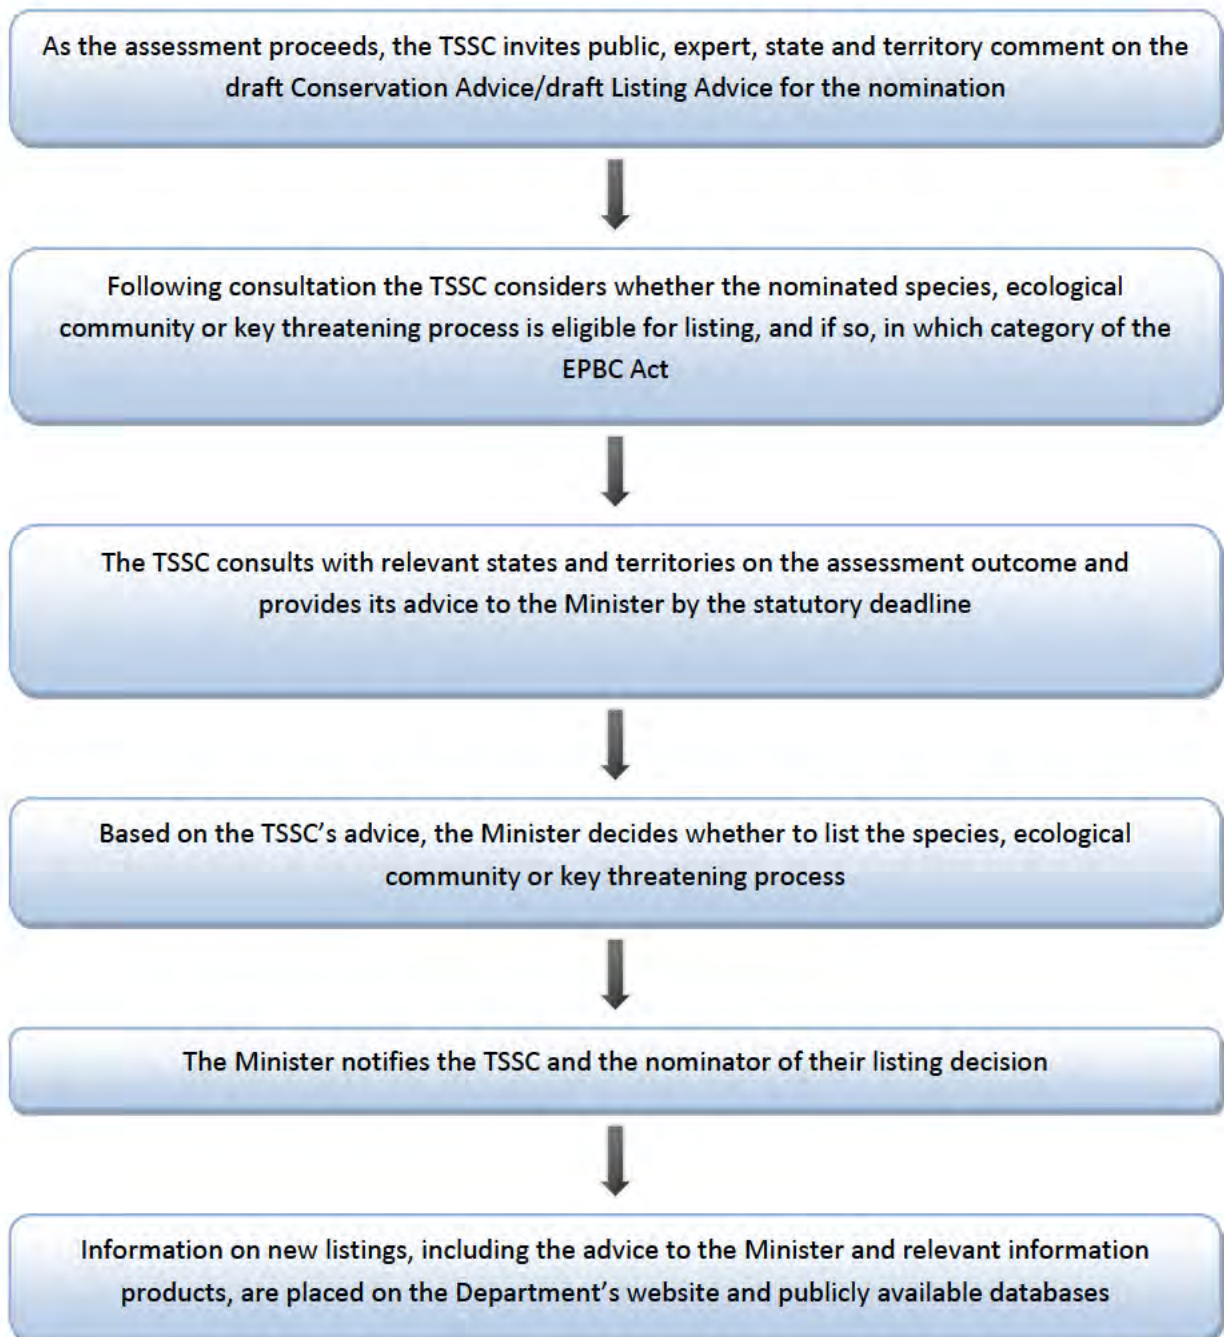 As the assessment proceeds, the TSSC invites public, expert, state and territory comment on the
draft Conservation Advice/draft Listing Advice for the nomination
Following consultation the TSSC considers whether the nominated species, ecological
community or key threatening process is eligible for listing, and if so, in which category of the
EPBC Act
The TSSC consults with relevant states and territories on the assessment outcome and
provides its advice to the Minister by the statutory deadline
Based on the TSSC’s advice, the Minister decides whether to list the species, ecological
community or key threatening process
The Minister notifies the TSSC and the nominator of their listing decision
Information on new listings, including the advice to the Minister and relevant information
products, are placed on the Department’s website and publicly available databases